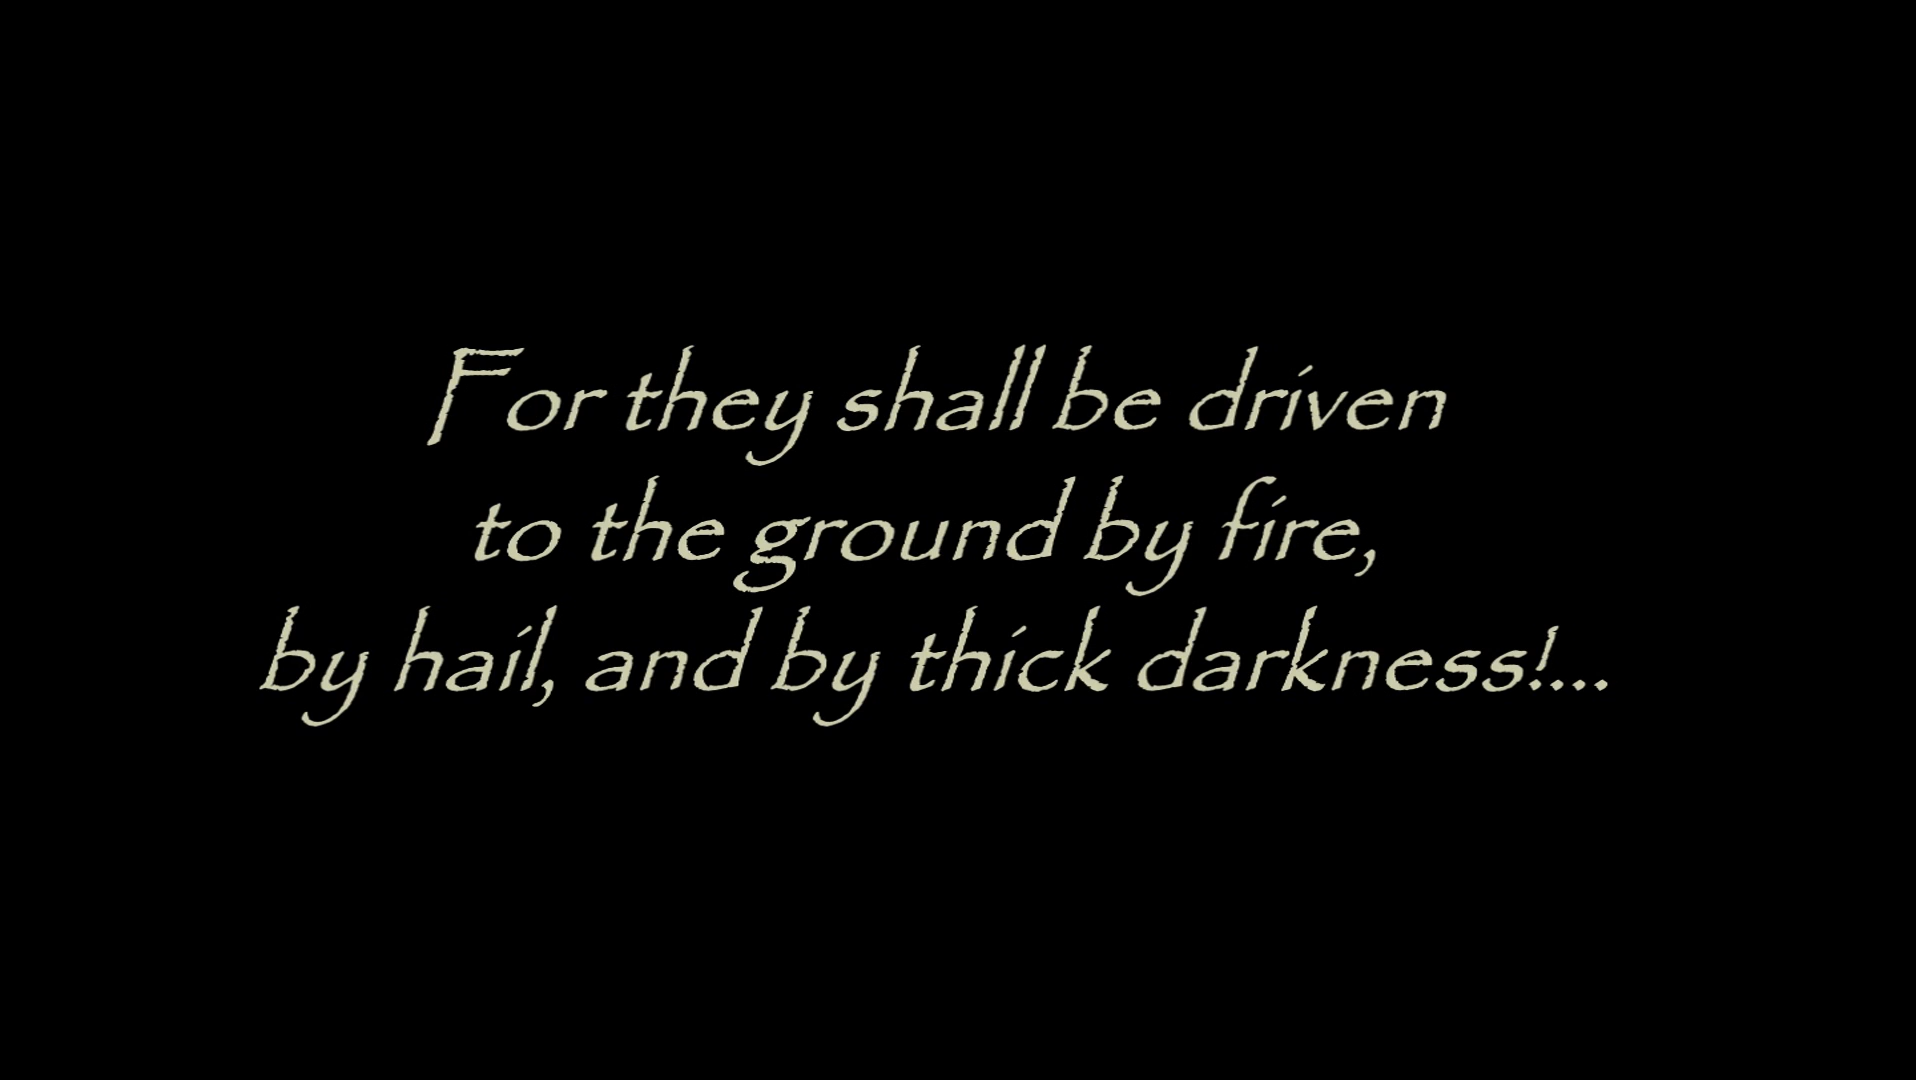 For they shall be driven
to the ground by fire,
by hail, and by thick darkness!...